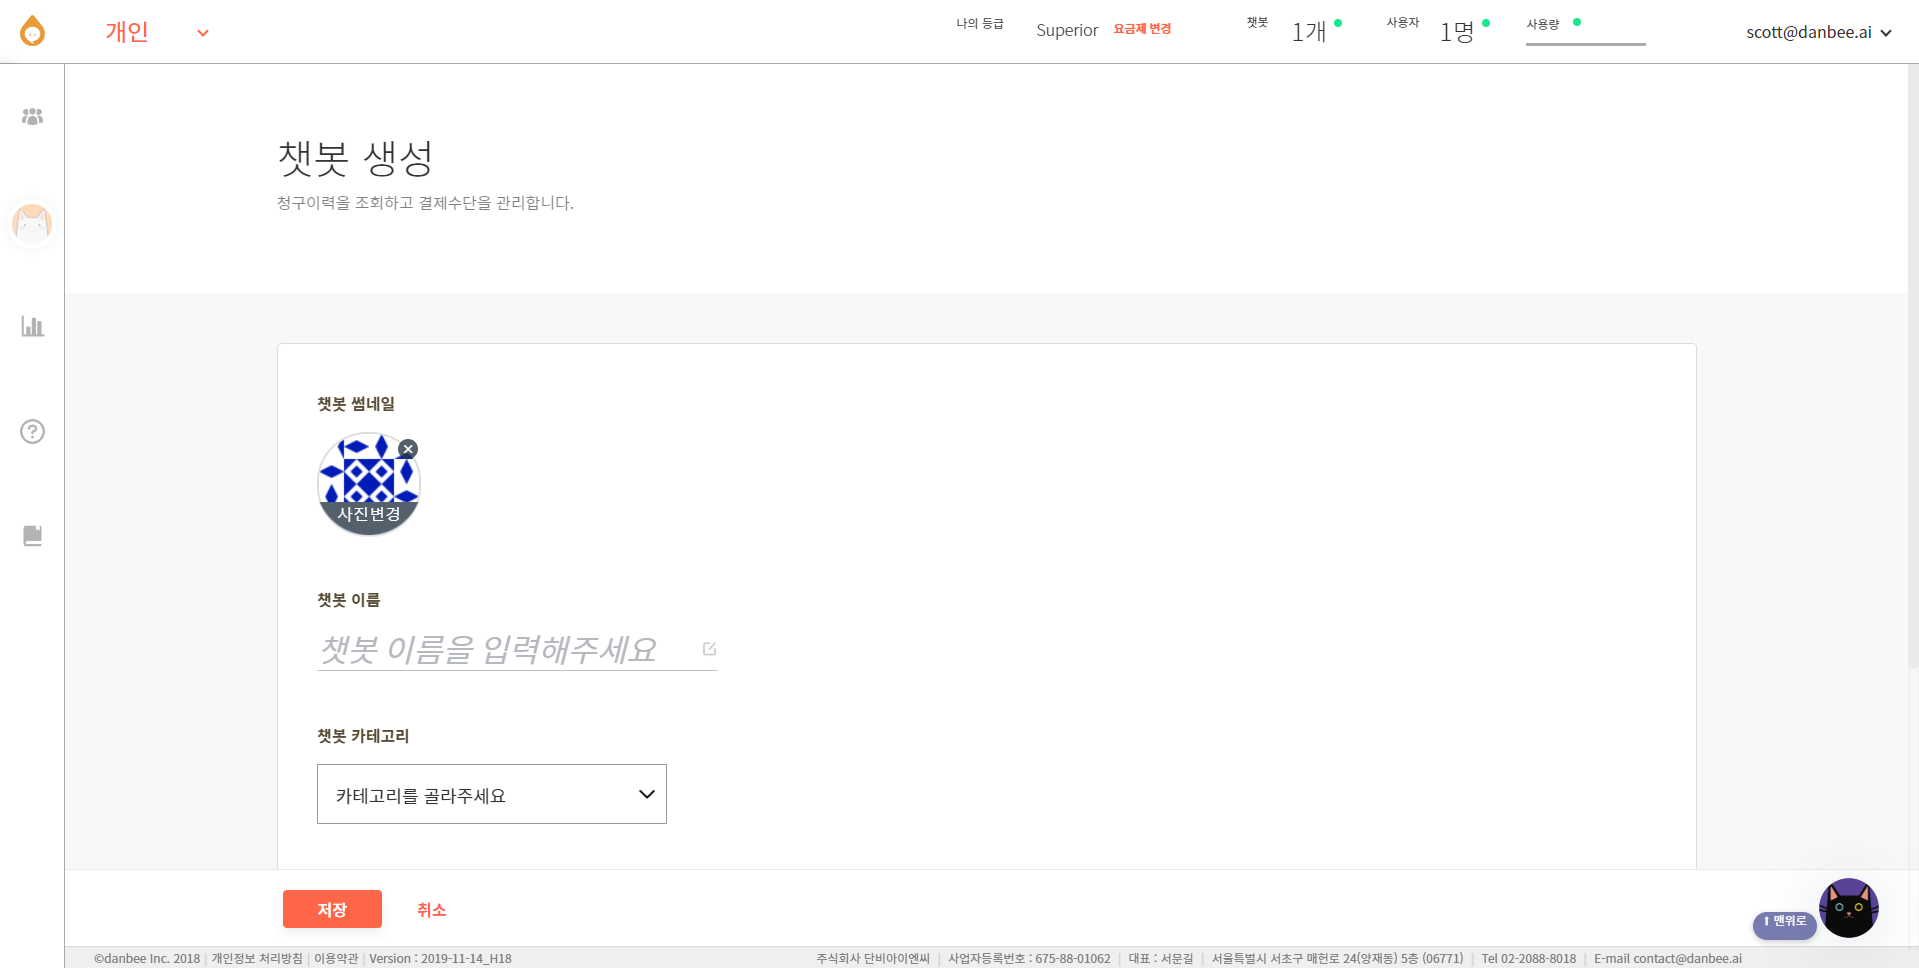 개인
나의 등급 Superior 요금제 변경
챗봇 1개
사용자 1명
사용량
scott@danbee.ai
챗봇 생성
청구이력을 조회하고 결제수단을 관리합니다.
챗봇 썸네일
사진변경
챗봇 이름
챗봇 이름을 입력해주세요
챗봇 카테고리
카테고리를 골라주세요
저장 취소
⬆ 맨위로
©danbee Inc. 2018 | 개인정보 처리방침 | 이용약관 | Version : 2019-11-14_H18
주식회사 단비아이엔씨 | 사업자등록번호 : 675-88-01062 | 대표 : 서문길 | 서울특별시 서초구 매헌로 24(양재동) 5층 (06771) | Tel 02-2088-8018 | E-mail contact@danbee.ai